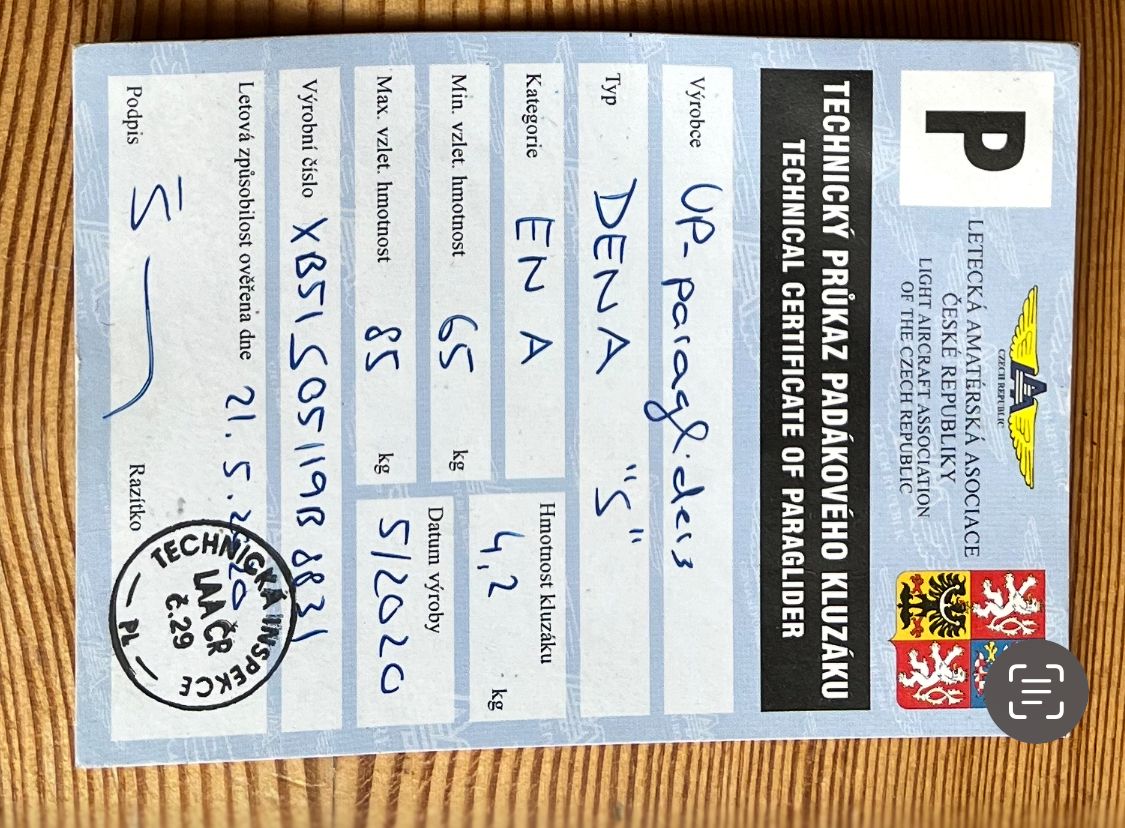 P
CZECH REPUBLIC
LETECKÁ AMATÉRSKÁ ASOCIACE
ČESKÉ REPUBLIKY
LIGHT AIRCRAFT ASSOCIATION
OF THE CZECH REPUBLIC
TECHNICKÝ PRŮKAZ PADÁKOVÉHO KLUZÁKU
TECHNICAL CERTIFICATE OF PARAGLIDER
Výrobce UP-paragliders
Typ DENA "S"
Kategorie EN A
Hmotnost kluzáku 4,2 kg
Min. vzlet. hmotnost 65 kg
Max. vzlet. hmotnost 85 kg
Datum výroby 5/2020
Výrobní číslo XB51S05119B8831
Letová způsobilost ověřena dne 21.5.2020
Podpis
Razítko
TECHNICKÁ INSPEKCE
LAA ČR
č.29
PL